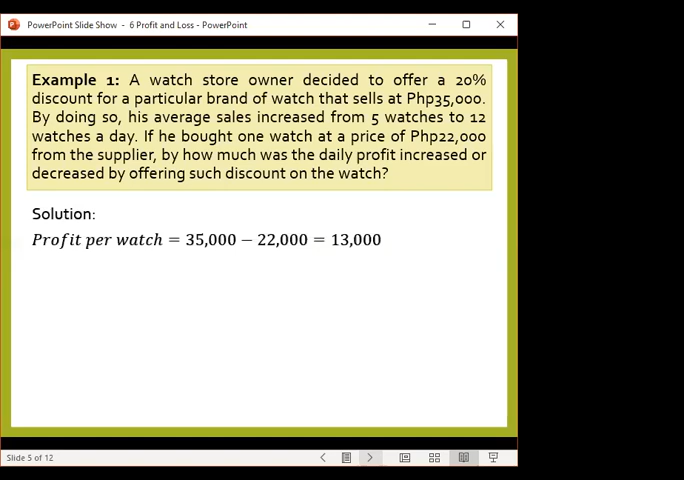 PowerPoint Slide Show - 6 Profit and Loss - PowerPoint
Example 1: A watch store owner decided to offer a 20%
discount for a particular brand of watch that sells at Php35,000.
By doing so, his average sales increased from 5 watches to 12
watches a day. If he bought one watch at a price of Php22,000
from the supplier, by how much was the daily profit increased or
decreased by offering such discount on the watch?
Solution:
Profit per watch = 35,000 − 22,000 = 13,000
Slide 5 of 12